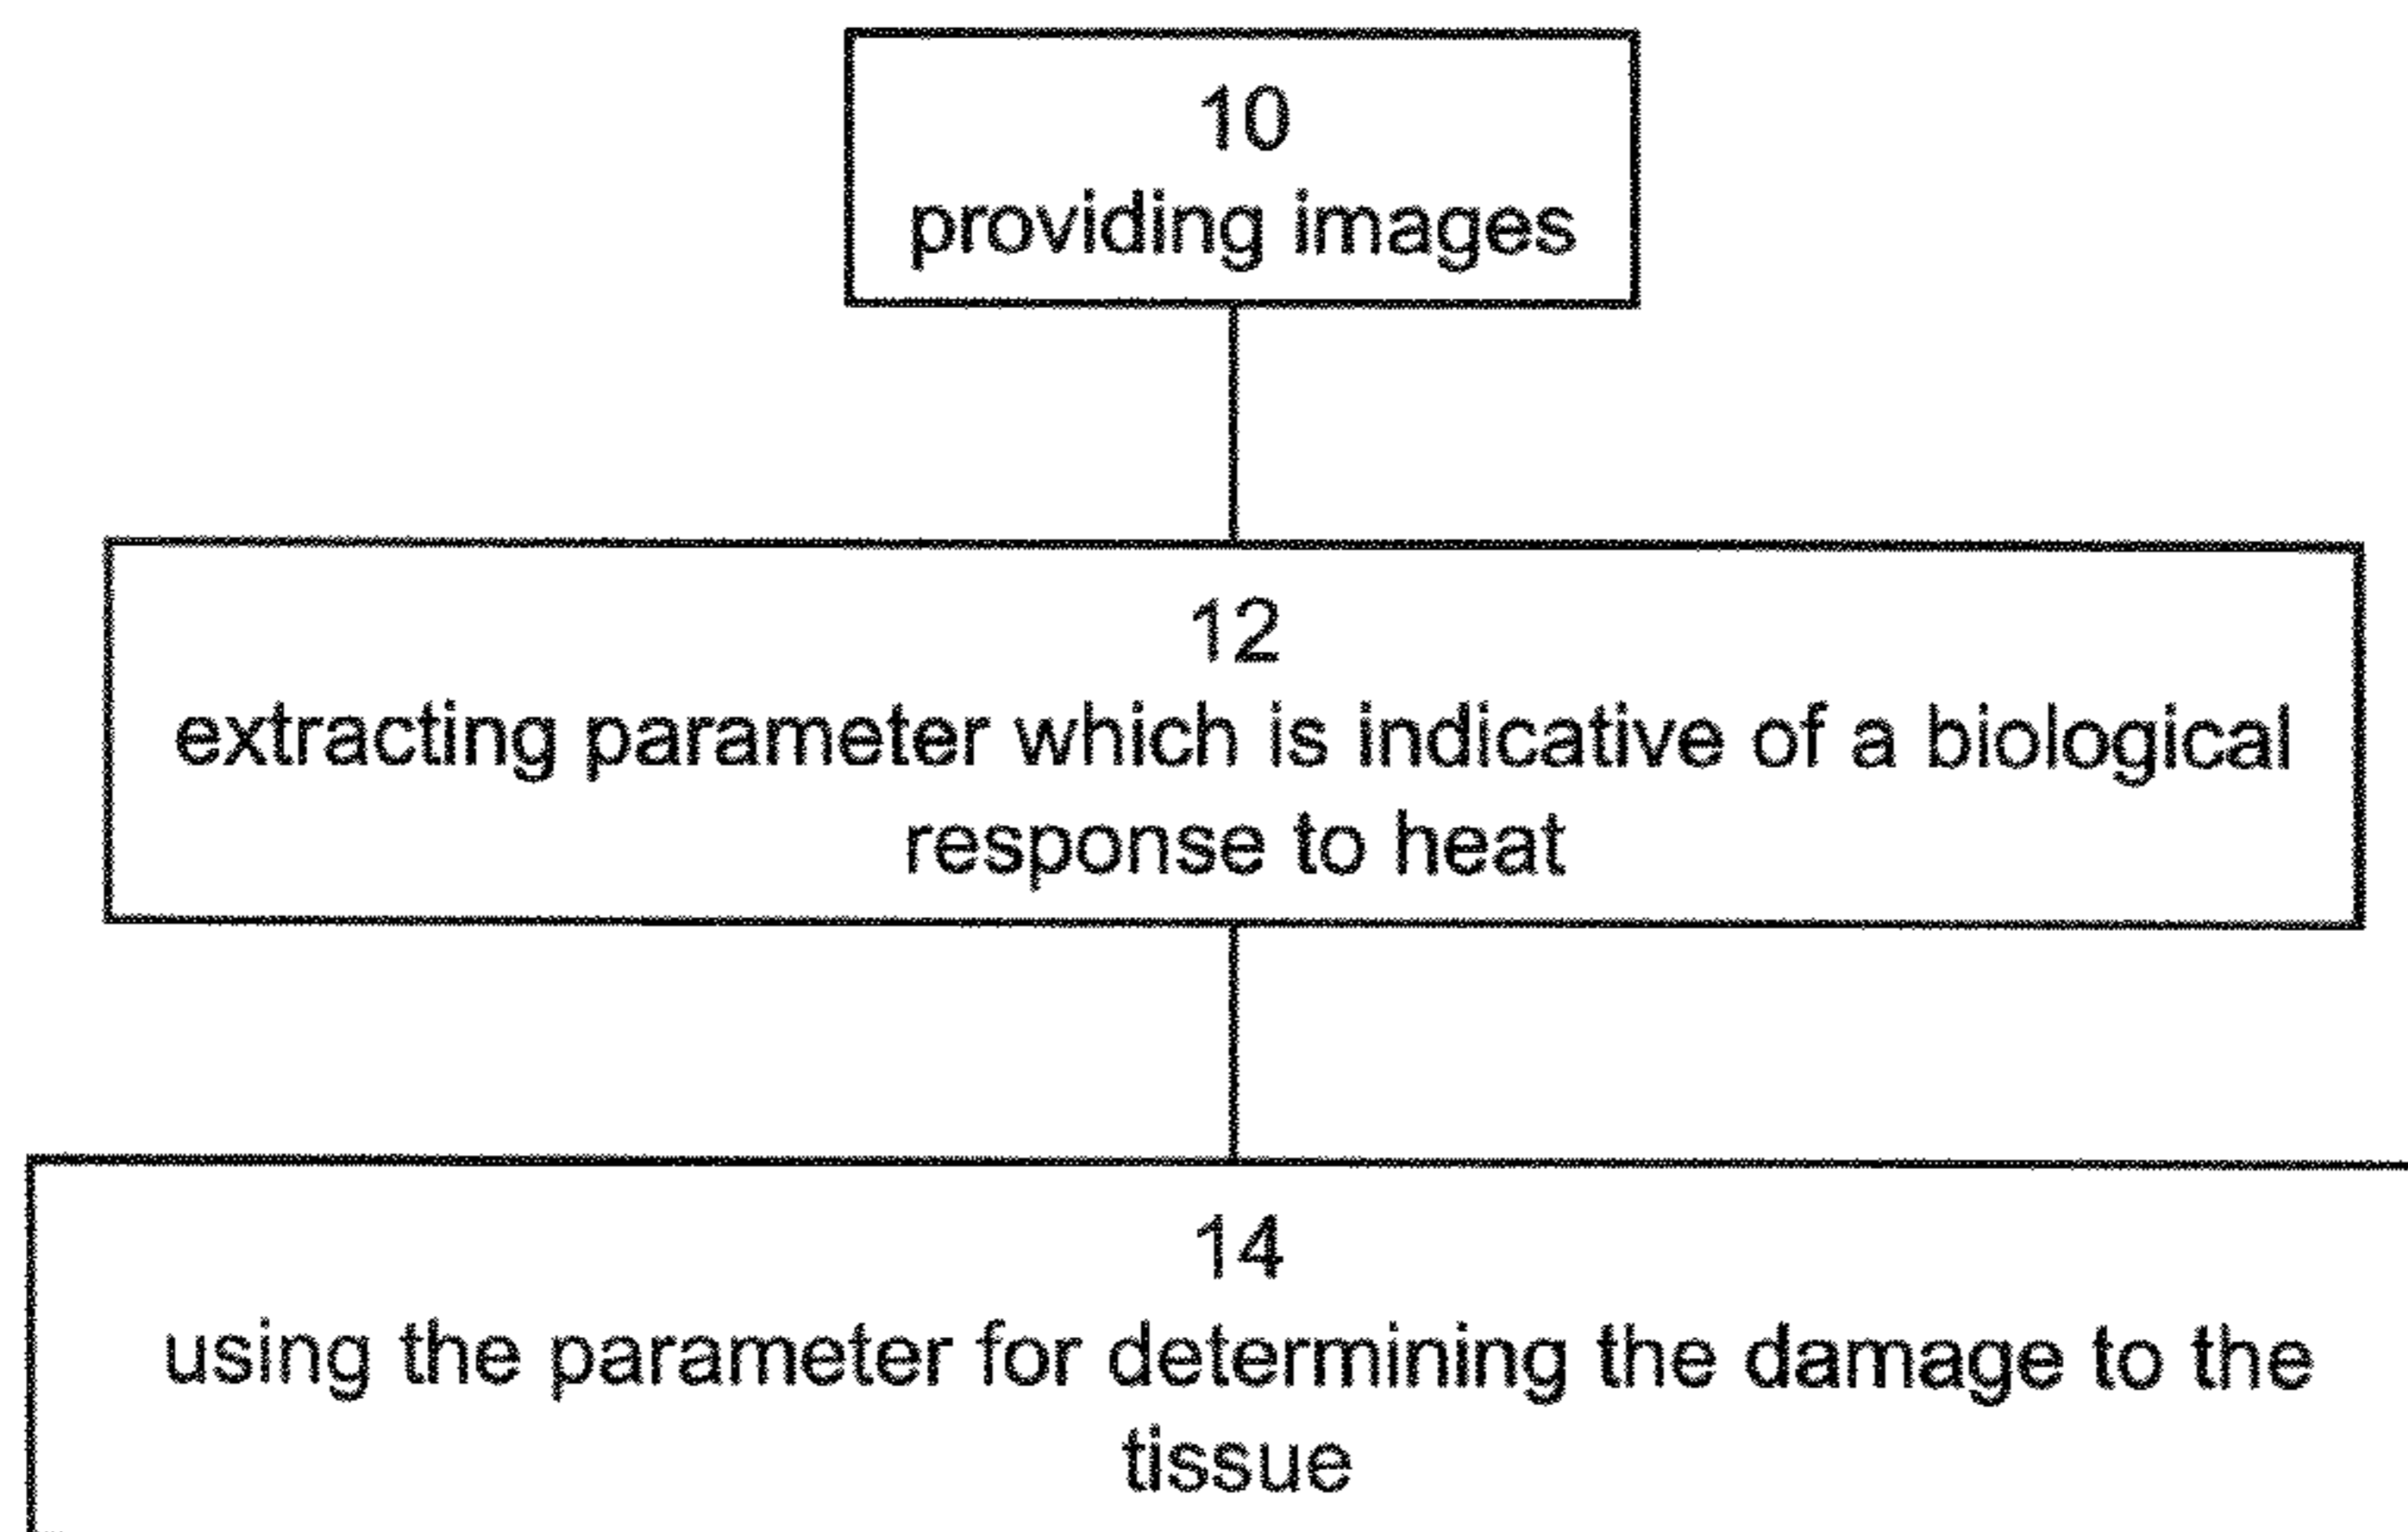 10
providing images
12
extracting parameter which is indicative of a biological
response to heat
14
using the parameter for determining the damage to the
tissue